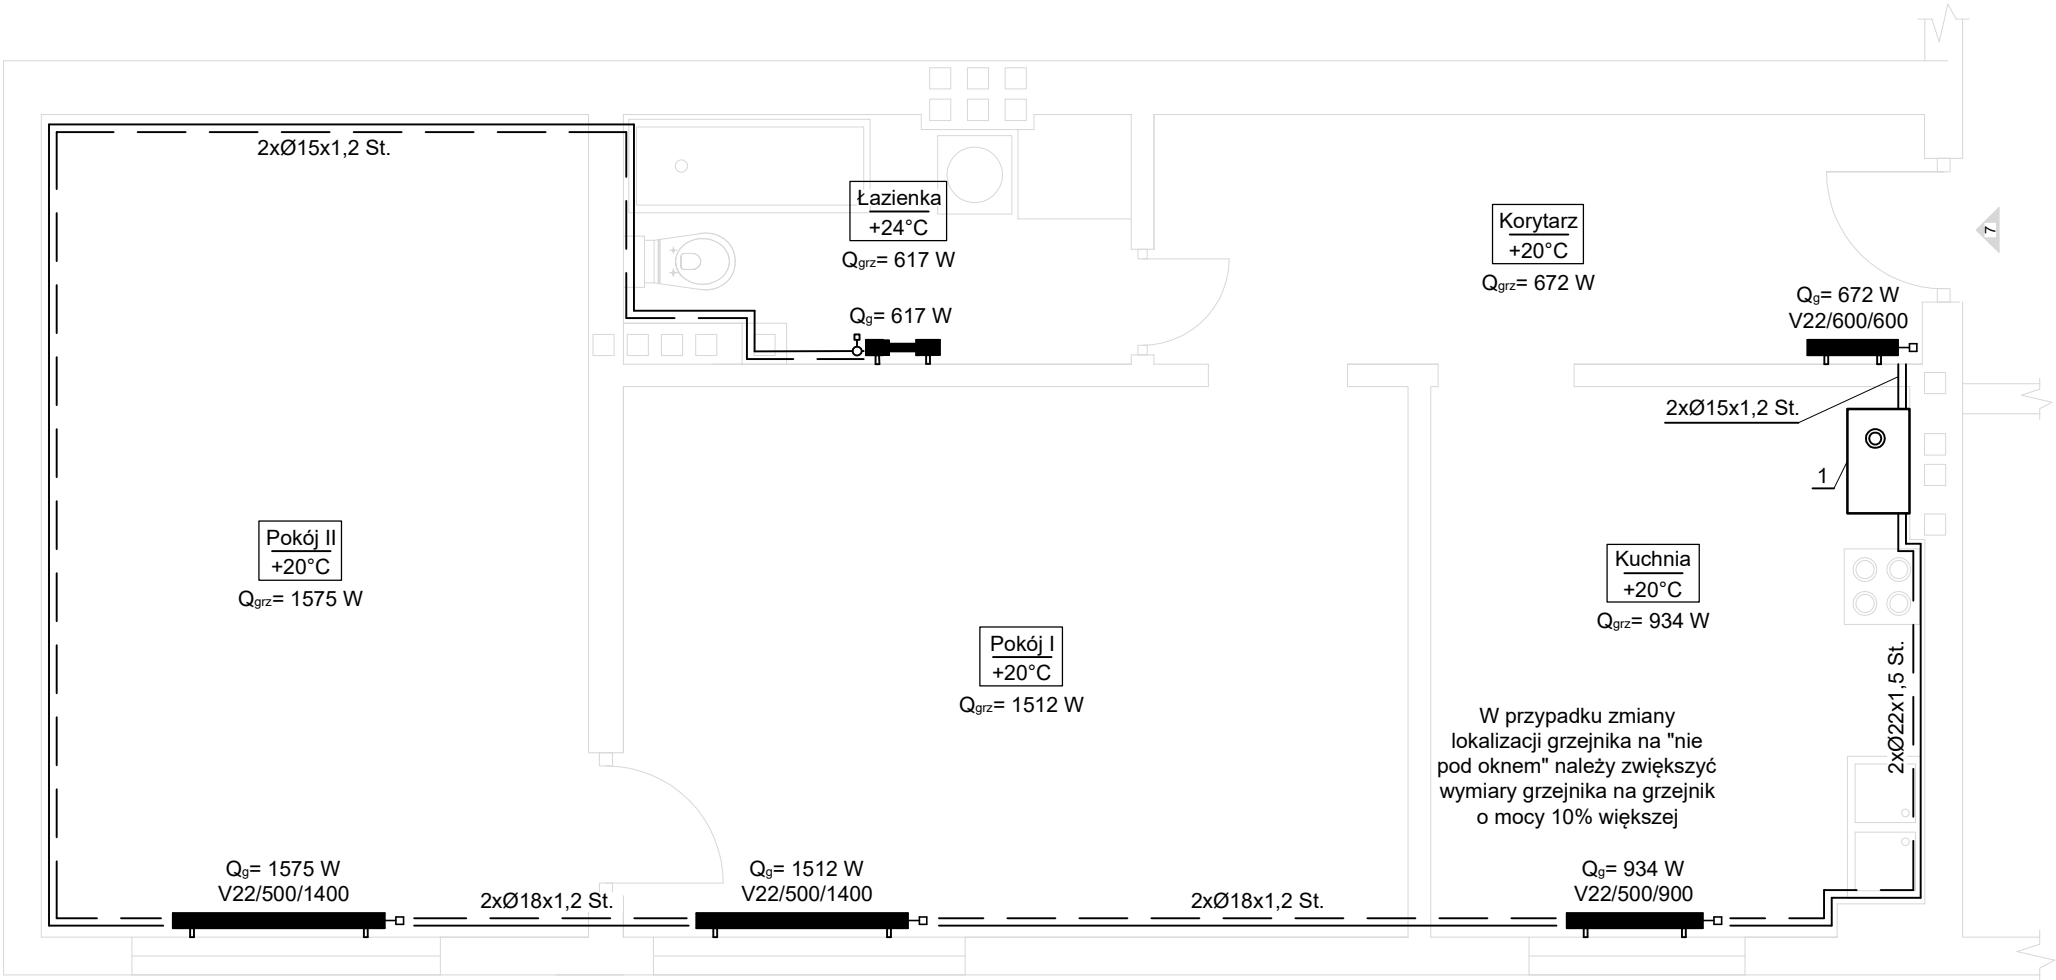 2xØ15x1,2 St.
Łazienka
+24°C
Qgrz= 617 W
Qg= 617 W
Korytarz
+20°C
Qgrz= 672 W
7
Qg= 672 W
V22/600/600
2xØ15x1,2 St.
1
Pokój II
+20°C
Qgrz= 1575 W
Pokój I
+20°C
Qgrz= 1512 W
Kuchnia
+20°C
Qgrz= 934 W
2xØ22x1,5 St.
W przypadku zmiany
lokalizacji grzejnika na "nie
pod oknem" należy zwiększyć
wymiary grzejnika na grzejnik
o mocy 10% większej
Qg= 1575 W
V22/500/1400
2xØ18x1,2 St.
Qg= 1512 W
V22/500/1400
2xØ18x1,2 St.
Qg= 934 W
V22/500/900